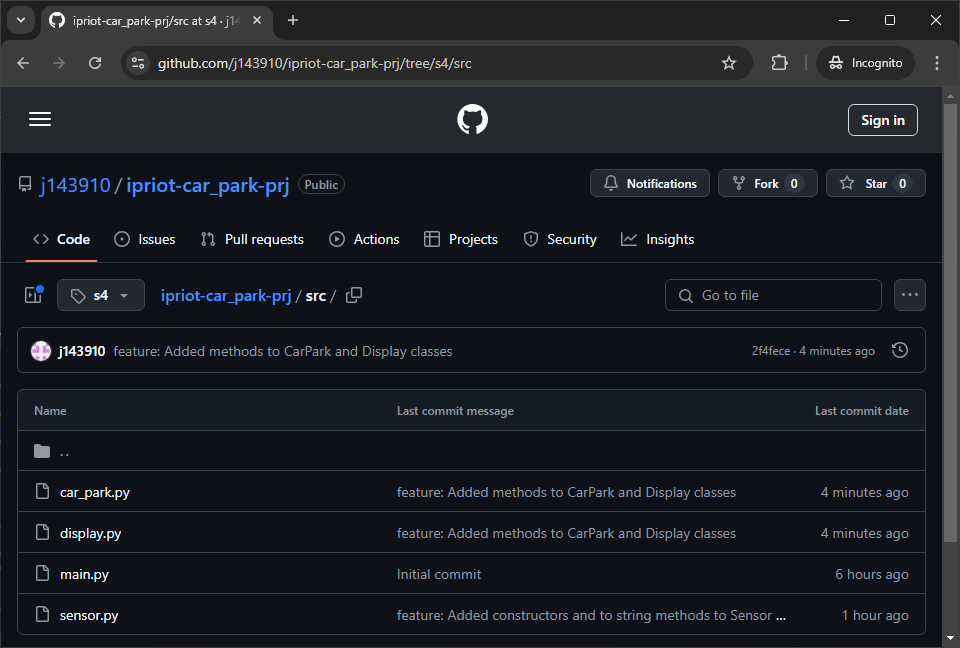 ipriot-car_park-prj/src at s4 · j14
github.com/j143910/ipriot-car_park-prj/tree/s4/src
Incognito
Sign in
j143910 / ipriot-car_park-prj Public
Notifications Fork 0 Star 0
Code Issues Pull requests Actions Projects Security Insights
s4 ipriot-car_park-prj / src / Go to file
j143910 feature: Added methods to CarPark and Display classes 2f4fece · 4 minutes ago
Name Last commit message Last commit date
..
car_park.py feature: Added methods to CarPark and Display classes 4 minutes ago
display.py feature: Added methods to CarPark and Display classes 4 minutes ago
main.py Initial commit 6 hours ago
sensor.py feature: Added constructors and to string methods to Sensor ... 1 hour ago